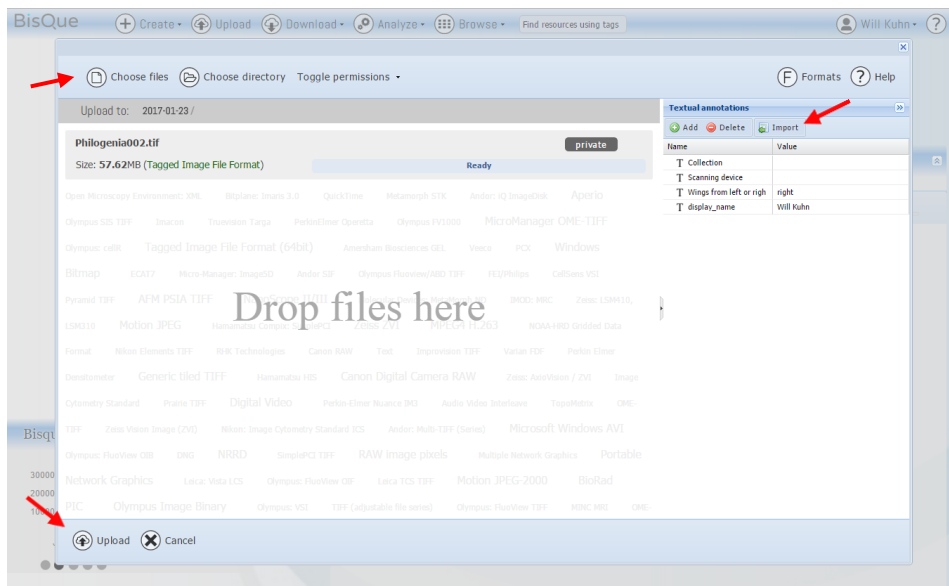 BisQue Create Upload Download Analyze Browse Find resources using tags Will Kuhn ?
Choose files Choose directory Toggle permissions F Formats ? Help
Upload to: 2017-01-23 /
Textual annotations
Add Delete Import
Name Value
T Collection
T Scanning device
T Wings from left or righ right
T display_name Will Kuhn
Philogenia002.tif private
Size: 57.62MB (Tagged Image File Format) Ready
Open Microscopy Environment: XML Bitplane: Imaris 3.0 QuickTime Metamorph STK Andor: iQ ImageDisk Aperio
Olympus SIS TIFF Imacon Truevision Targa PerkinElmer Operetta Olympus FV1000 MicroManager OME-TIFF
Olympus: cellR Tagged Image File Format (64bit) Amersham Biosciences GEL Veeco PCX Windows
Bitmap ECAT7 Micro-Manager: Image3D Andor SIF FEI/Philips CellSens VSI
Pyramid TIFF AFM PSIA TIFF IMOD: MRC
Drop files here
LSM310 Motion JPEG Zeiss ZVI MPEG4 H.263 NOAA-HRD Gridded Data
Format Nikon Elements TIFF RHK Technologies Canon RAW Text Improvision TIFF Varian FDF Perkin Elmer
Densitometer Generic tiled TIFF Hamamatsu HIS Canon Digital Camera RAW Zeiss: AxioVision / ZVI Image
Cytometry Standard Prairie TIFF Digital Video Perkin-Elmer Nuance IM3 Audio Video Interleave TopoMetrix OME-
TIFF Zeiss Vision Image (ZVI) Nikon: Image Cytometry Standard ICS Andor: Multi-TIFF (Series) Microsoft Windows AVI
Olympus: FluoView OIB DNG NRRD SimplePCI TIFF RAW image pixels Multiple Network Graphics Portable
Network Graphics Leica: Vista LCS Olympus: FluoView OIF Leica TCS TIFF Motion JPEG-2000 BioRad
PIC Olympus Image Binary Olympus: VSI TIFF (adjustable file series) Olympus: FluoView TIFF MINC MRI OME-
Bisqu
30000
20000
Upload Cancel